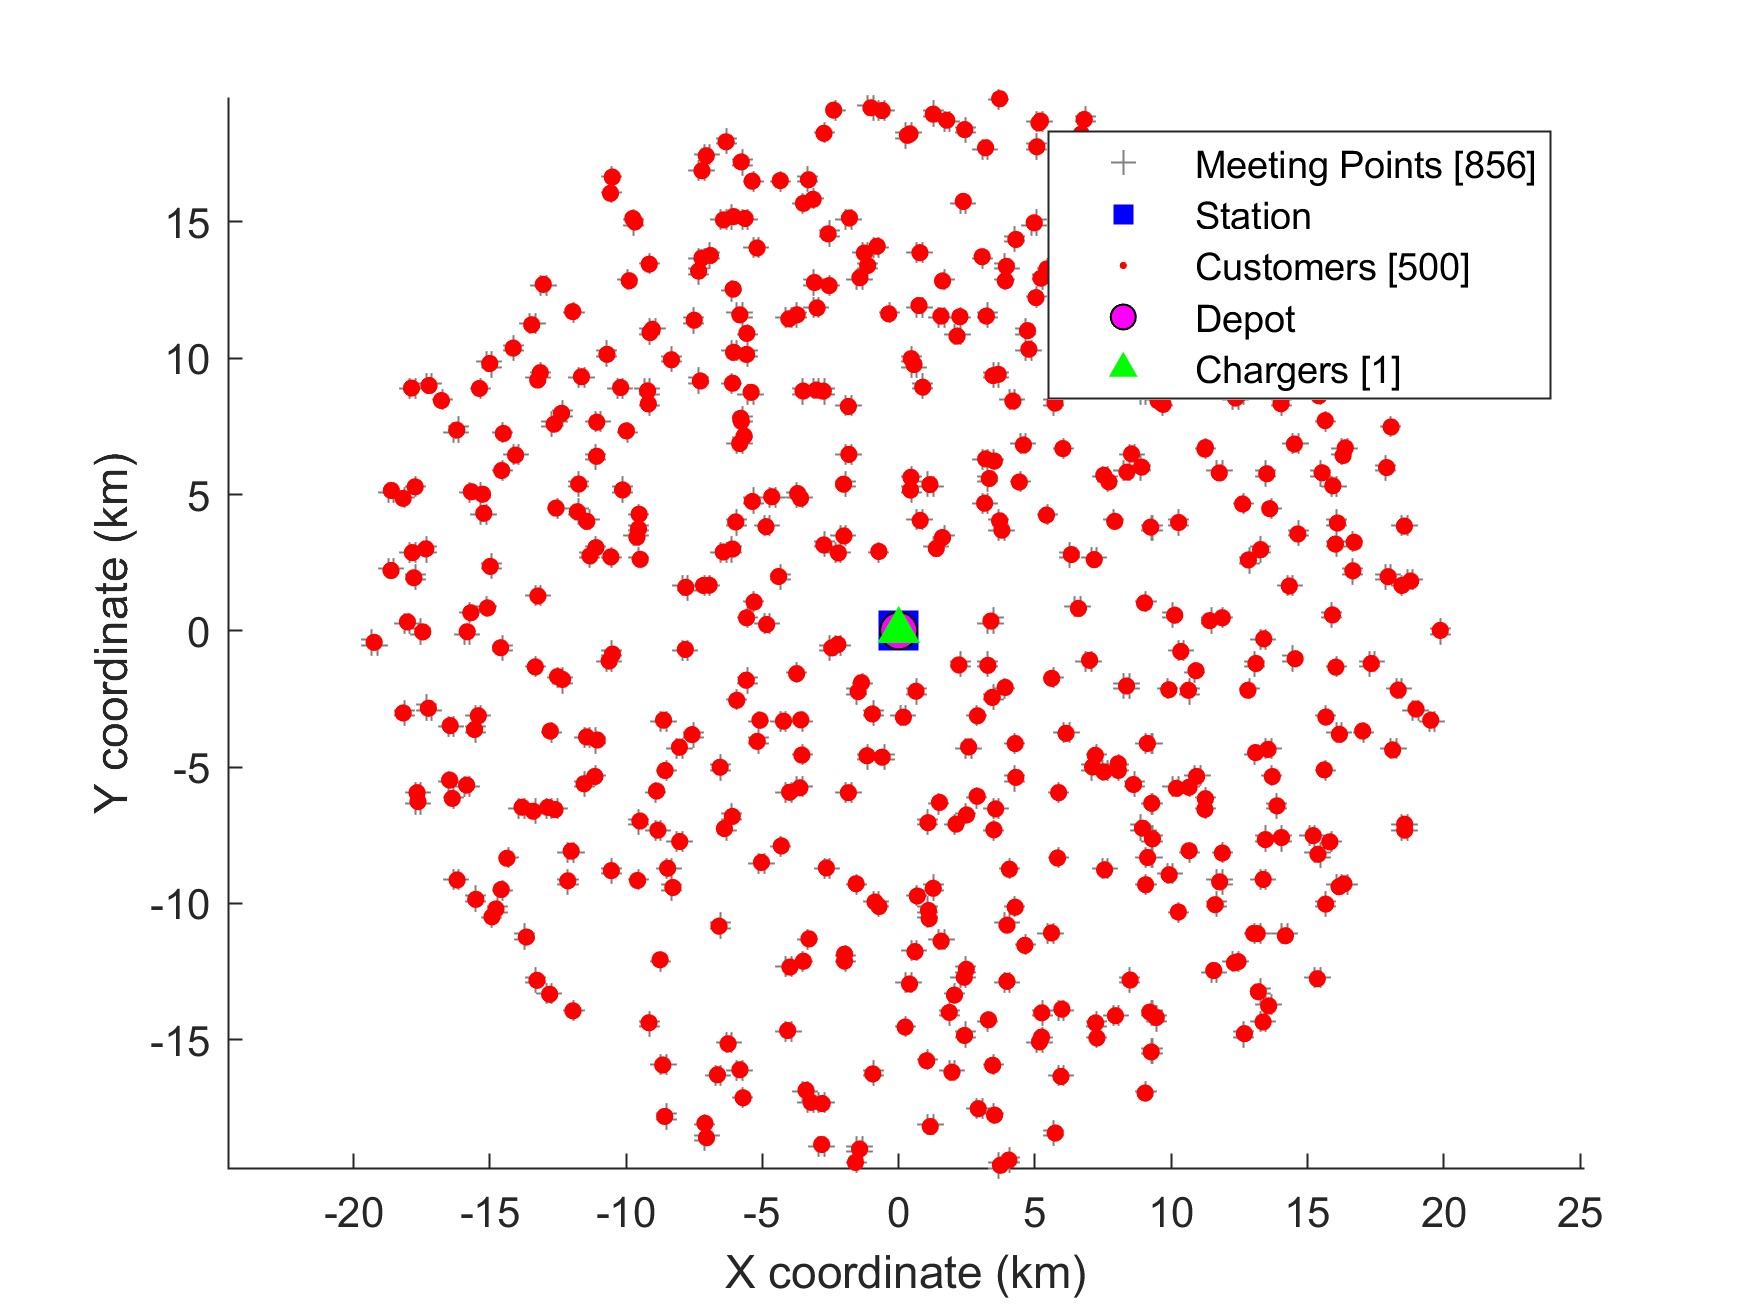 Y coordinate (km)
15
10
5
0
-5
-10
-15
Meeting Points [856]
Station
Customers [500]
Depot
Chargers [1]
-20 -15 -10 -5 0 5 10 15 20 25
X coordinate (km)